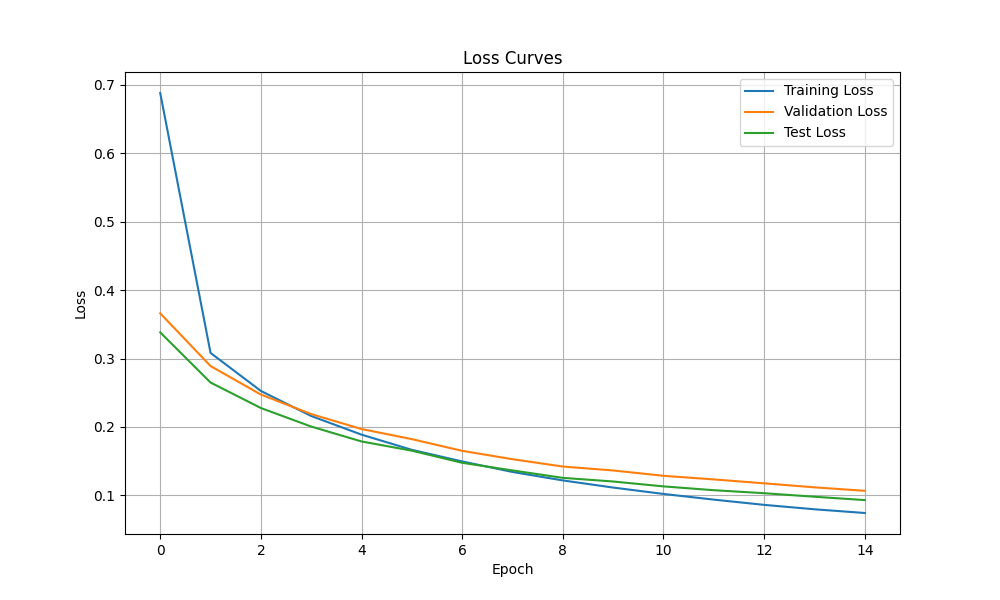 Loss Curves
Training Loss
Validation Loss
Test Loss
0.7
0.6
0.5
0.4
0.3
0.2
0.1
Loss
0 2 4 6 8 10 12 14
Epoch